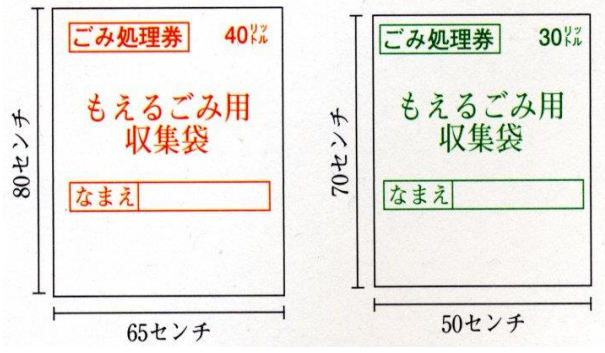 ごみ処理券 40リットル
もえるごみ用
収集袋
なまえ
80センチ
65センチ
ごみ処理券 30リットル
もえるごみ用
収集袋
なまえ
70センチ
50センチ